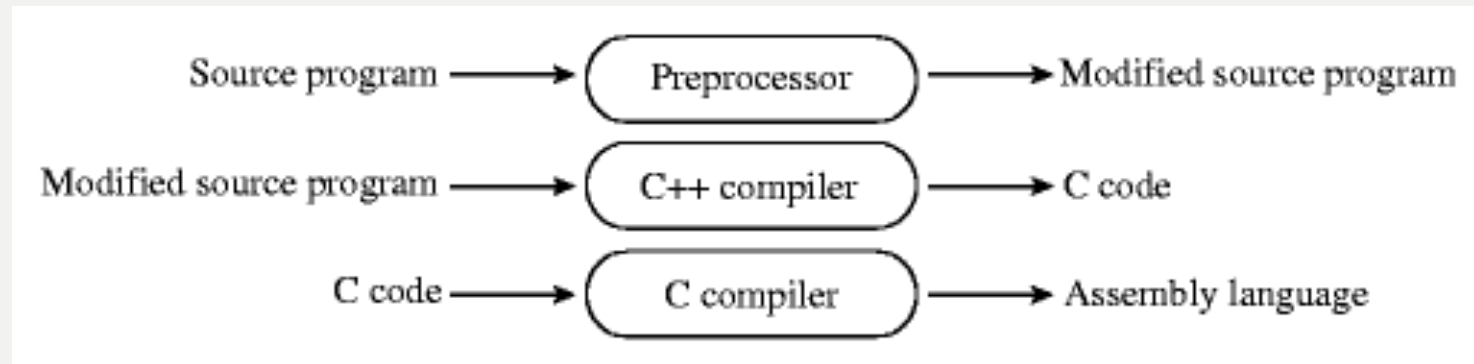 Source program Preprocessor Modified source program
Modified source program C++ compiler C code
C code C compiler Assembly language